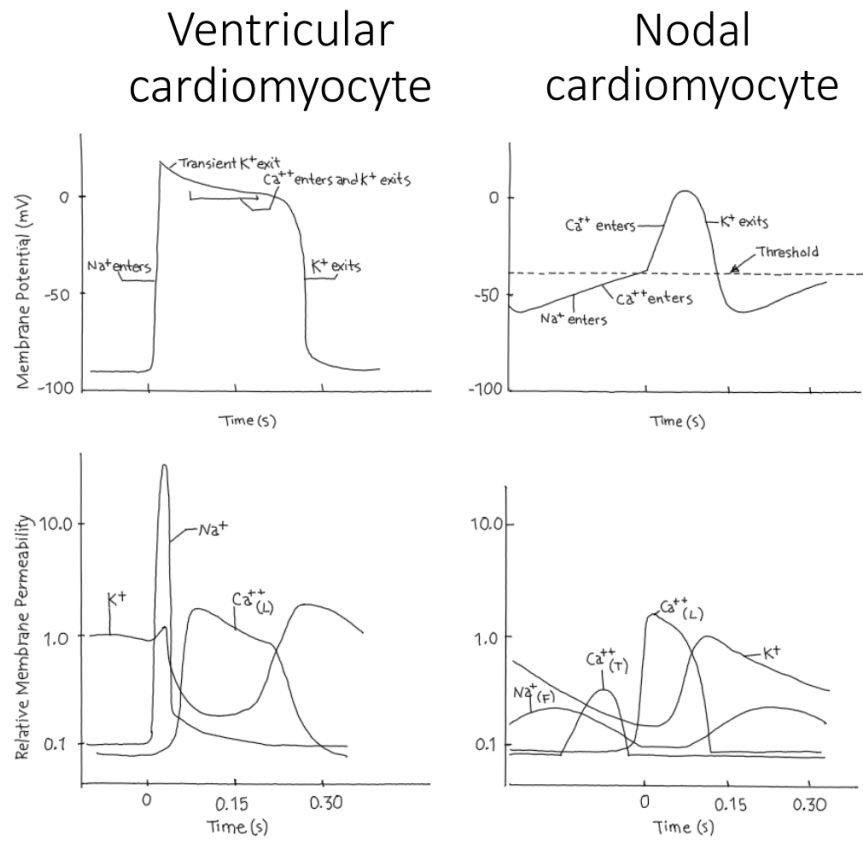 Ventricular
cardiomyocyte
Nodal
cardiomyocyte
Membrane Potential (mV)
0
-50
-100
Transient K+ exit
Ca++ enters and K+ exits
Na+ enters
K+ exits
Time (s)
0
-50
-100
Ca++ enters
K+ exits
Threshold
Ca++ enters
Na+ enters
Time (s)
Relative Membrane Permeability
10.0
1.0
0.1
Na+
K+
Ca++(L)
0
0.15
0.30
Time (s)
10.0
1.0
0.1
Ca++(L)
Ca++(T)
K+
Na+(F)
0
0.15
0.30
Time (s)